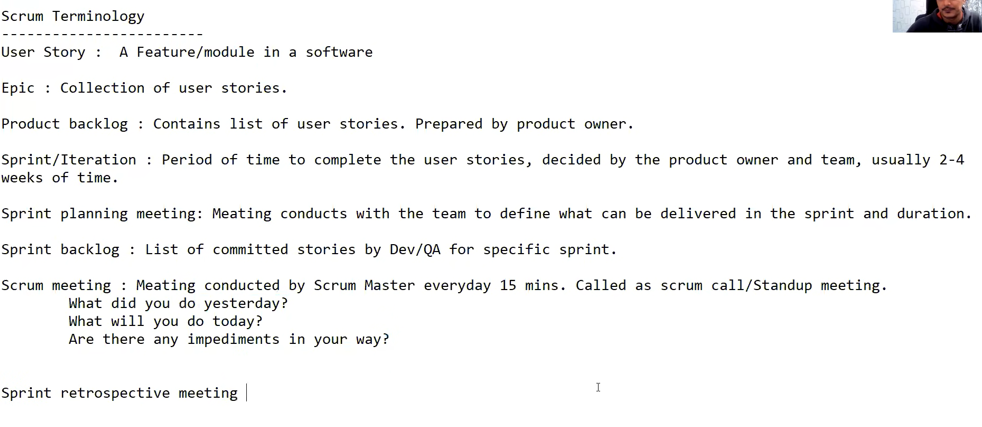 Scrum Terminology
------------------------
User Story :  A Feature/module in a software
Epic : Collection of user stories.
Product backlog : Contains list of user stories. Prepared by product owner.
Sprint/Iteration : Period of time to complete the user stories, decided by the product owner and team, usually 2-4
weeks of time.
Sprint planning meeting: Meating conducts with the team to define what can be delivered in the sprint and duration.
Sprint backlog : List of committed stories by Dev/QA for specific sprint.
Scrum meeting : Meating conducted by Scrum Master everyday 15 mins. Called as scrum call/Standup meeting.
What did you do yesterday?
What will you do today?
Are there any impediments in your way?
Sprint retrospective meeting